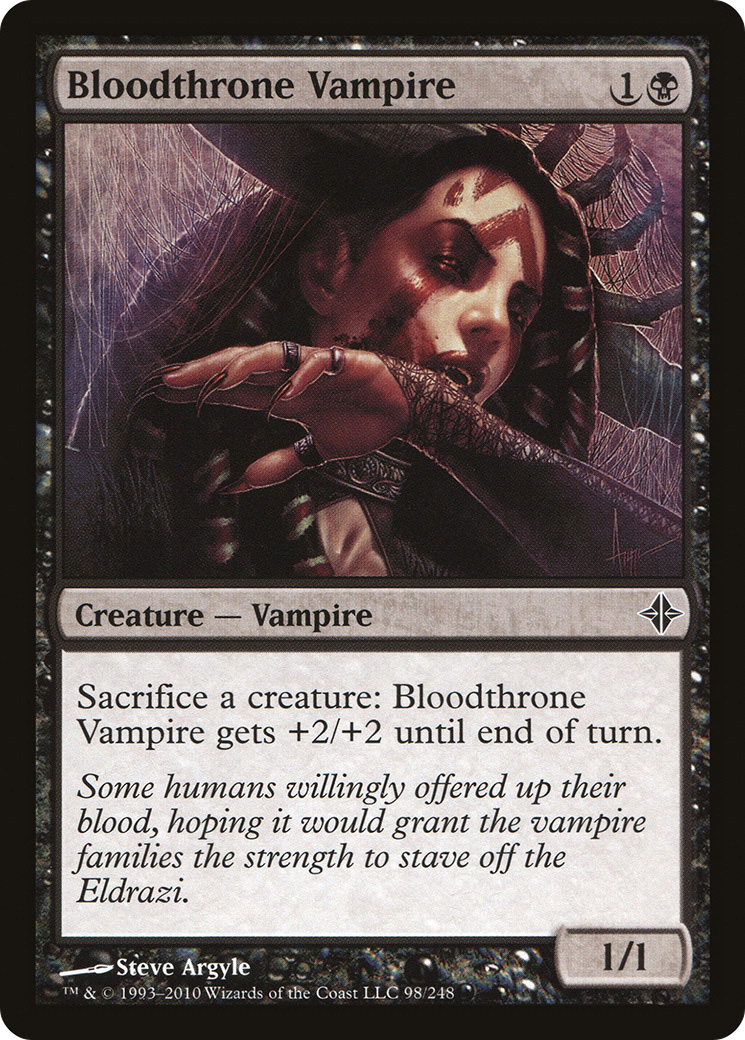 Bloodthrone Vampire 1
Creature — Vampire
Sacrifice a creature: Bloodthrone
Vampire gets +2/+2 until end of turn.
Some humans willingly offered up their
blood, hoping it would grant the vampire
families the strength to stave off the
Eldrazi.
1/1
Steve Argyle
™ & © 1993–2010 Wizards of the Coast LLC 98/248